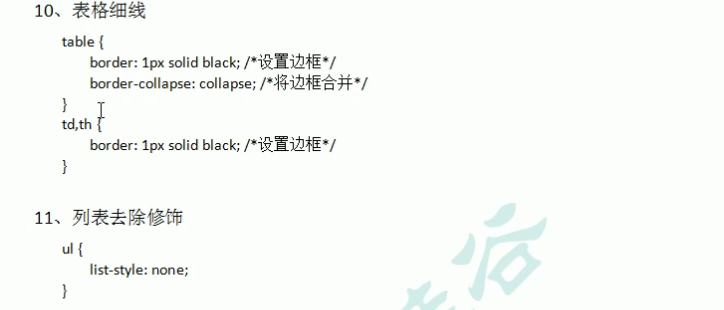 10、表格细线
table {
border: 1px solid black; /*设置边框*/
border-collapse: collapse; /*将边框合并*/
}
td,th {
border: 1px solid black; /*设置边框*/
}
11、列表去除修饰
ul {
list-style: none;
}
谷